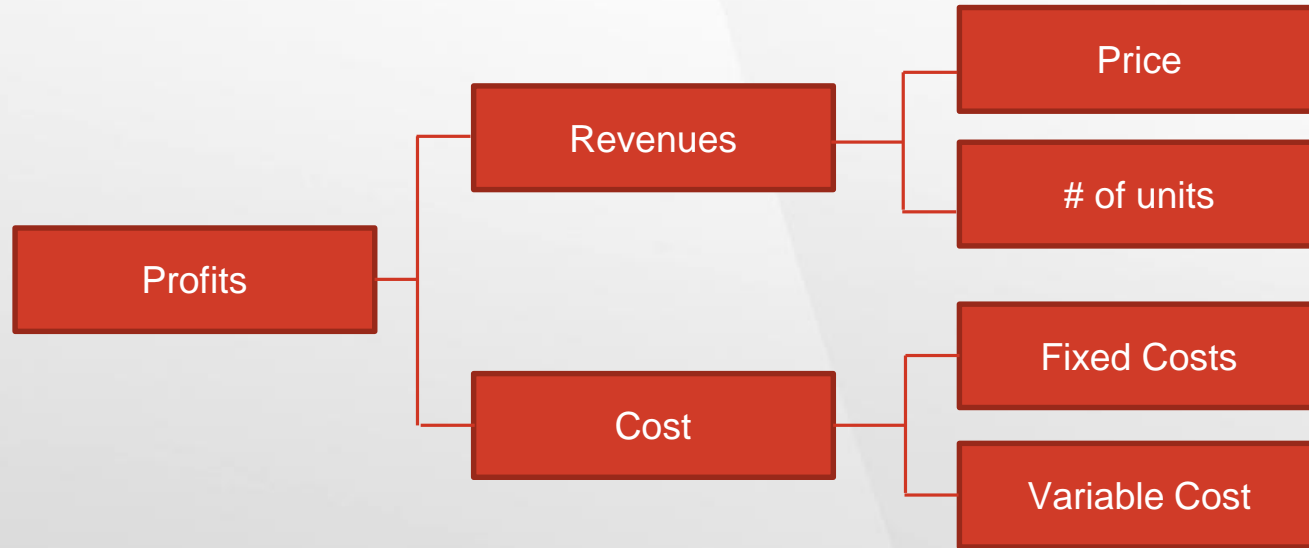 Profits
Revenues
Price
# of units
Cost
Fixed Costs
Variable Cost